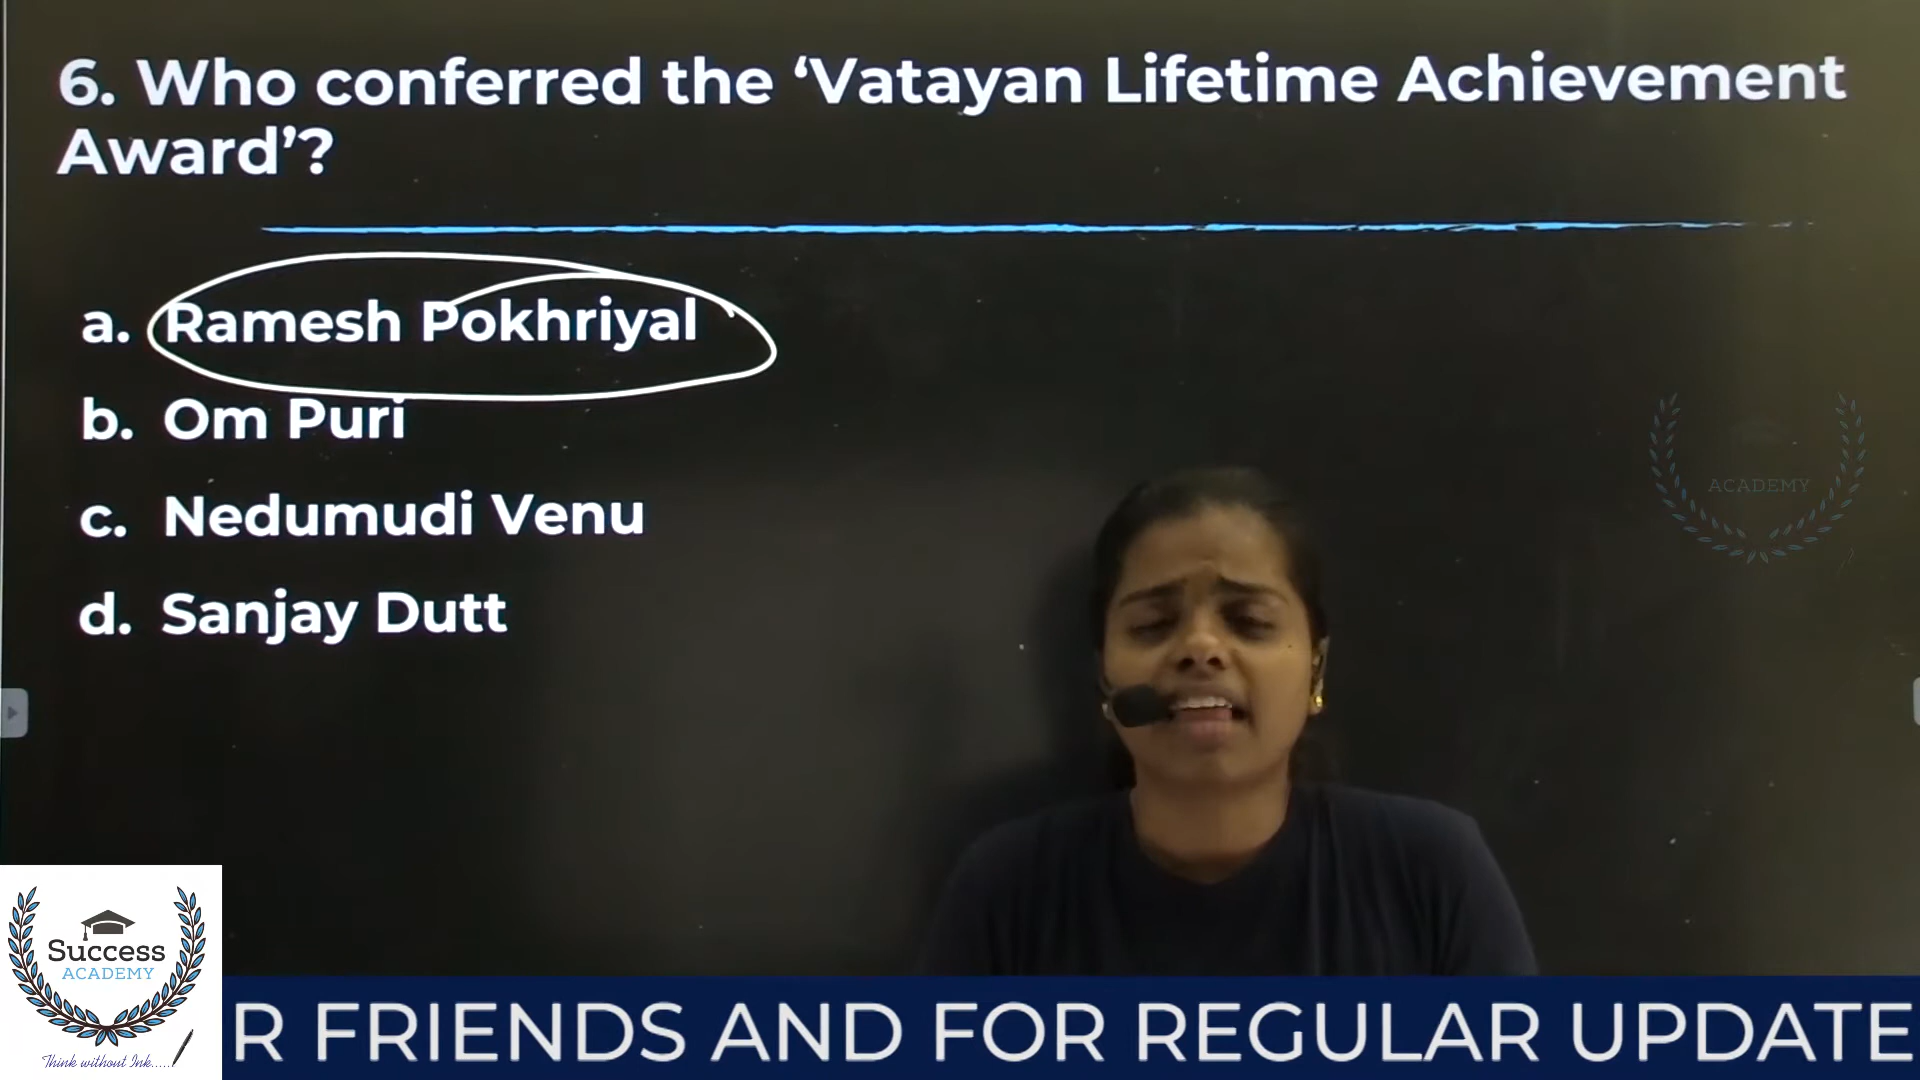 6. Who conferred the ‘Vatayan Lifetime Achievement
Award’?
a. Ramesh Pokhriyal
b. Om Puri
c. Nedumudi Venu
d. Sanjay Dutt
ACADEMY
Success
ACADEMY
Think without Ink.....
R FRIENDS AND FOR REGULAR UPDATE